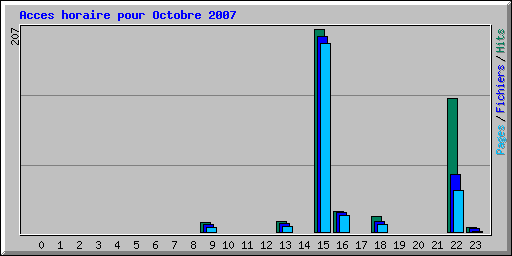 Acces horaire pour Octobre 2007
207
Pages / Fichiers / Hits
0 1 2 3 4 5 6 7 8 9 10 11 12 13 14 15 16 17 18 19 20 21 22 23